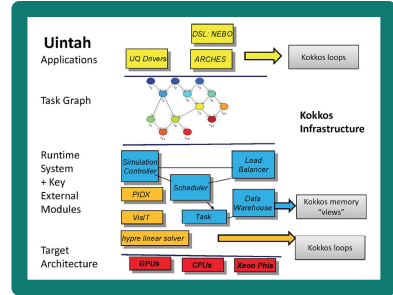 Uintah
Applications
DSL: NEBO
UQ Drivers
ARCHES
Kokkos loops
Task Graph
Kokkos
Infrastructure
Runtime
System
+ Key
External
Modules
Simulation
Controller
Load
Balancer
Scheduler
PIDX
Data
Warehouse
Task
VisIT
Kokkos memory
"views"
hypre linear solver
Kokkos loops
Target
Architecture
GPUs
CPUs
Xeon Phis